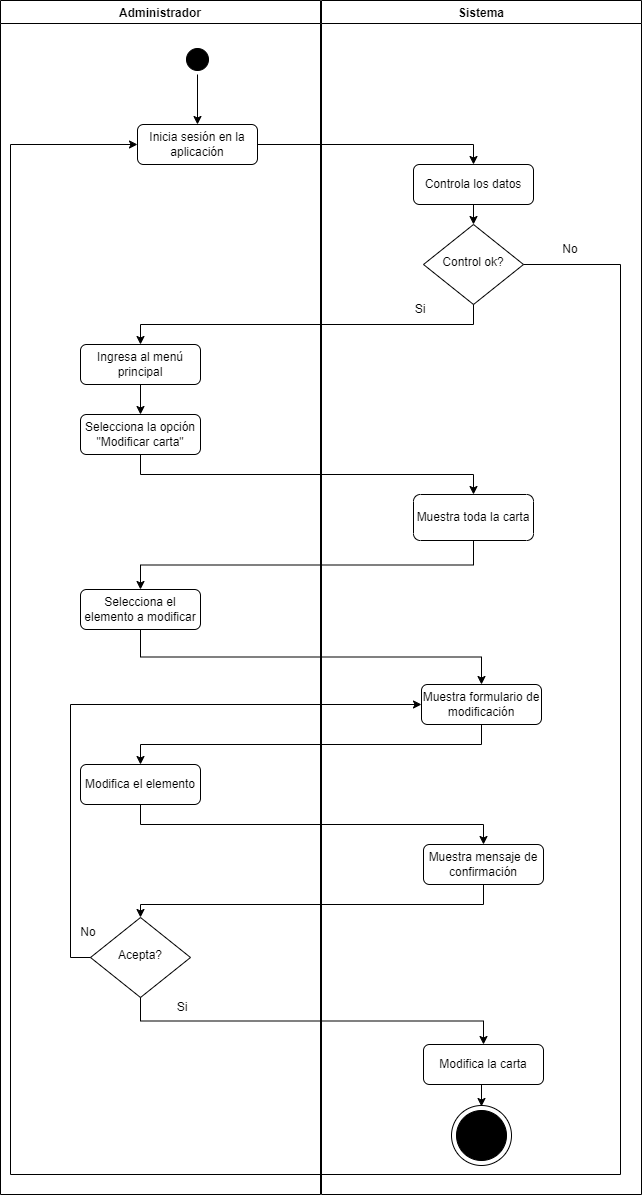 Administrador
Sistema
Inicia sesión en la
aplicación
Controla los datos
Control ok?
No
Si
Ingresa al menú
principal
Selecciona la opción
"Modificar carta"
Muestra toda la carta
Selecciona el
elemento a modificar
Muestra formulario de
modificación
Modifica el elemento
Muestra mensaje de
confirmación
No
Acepta?
Si
Modifica la carta